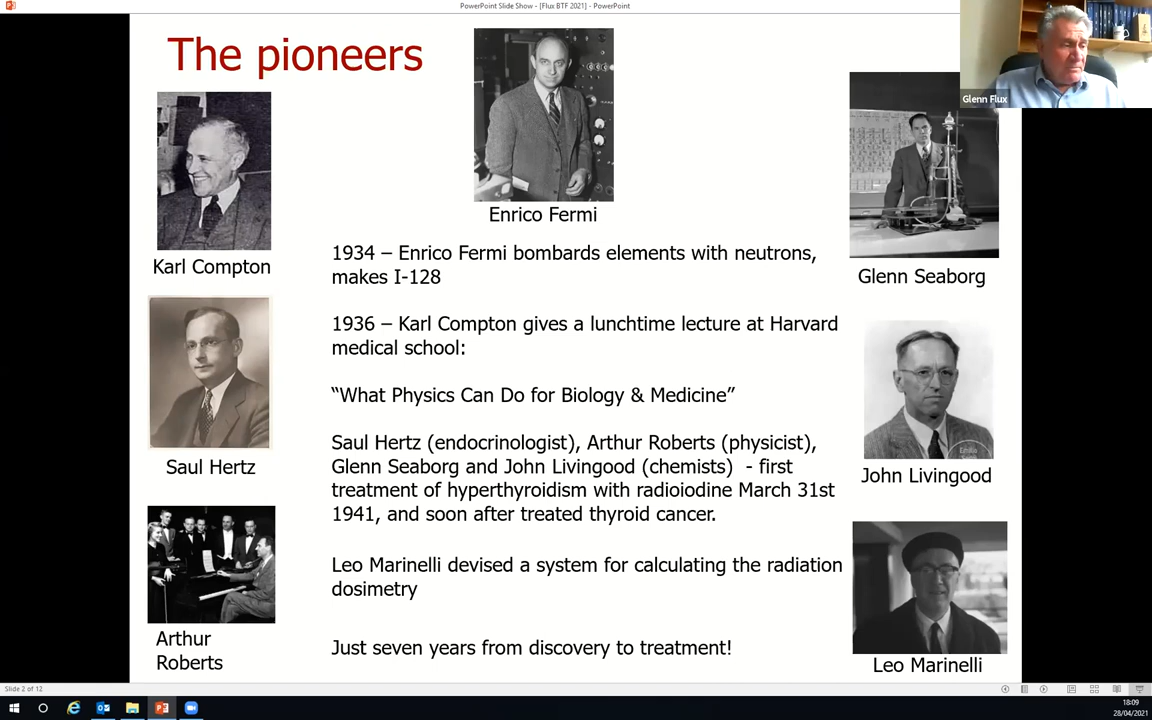 PowerPoint Slide Show - [Flux BTF 2021] - PowerPoint
Glenn Flux
The pioneers
Enrico Fermi
Karl Compton
Glenn Seaborg
1934 – Enrico Fermi bombards elements with neutrons,
makes I-128
1936 – Karl Compton gives a lunchtime lecture at Harvard
medical school:
“What Physics Can Do for Biology & Medicine”
Saul Hertz
John Livingood
Saul Hertz (endocrinologist), Arthur Roberts (physicist),
Glenn Seaborg and John Livingood (chemists)  - first
treatment of hyperthyroidism with radioiodine March 31st
1941, and soon after treated thyroid cancer.
Leo Marinelli devised a system for calculating the radiation
dosimetry
Just seven years from discovery to treatment!
Arthur
Roberts
Leo Marinelli
Slide 2 of 12
18:09
28/04/2021